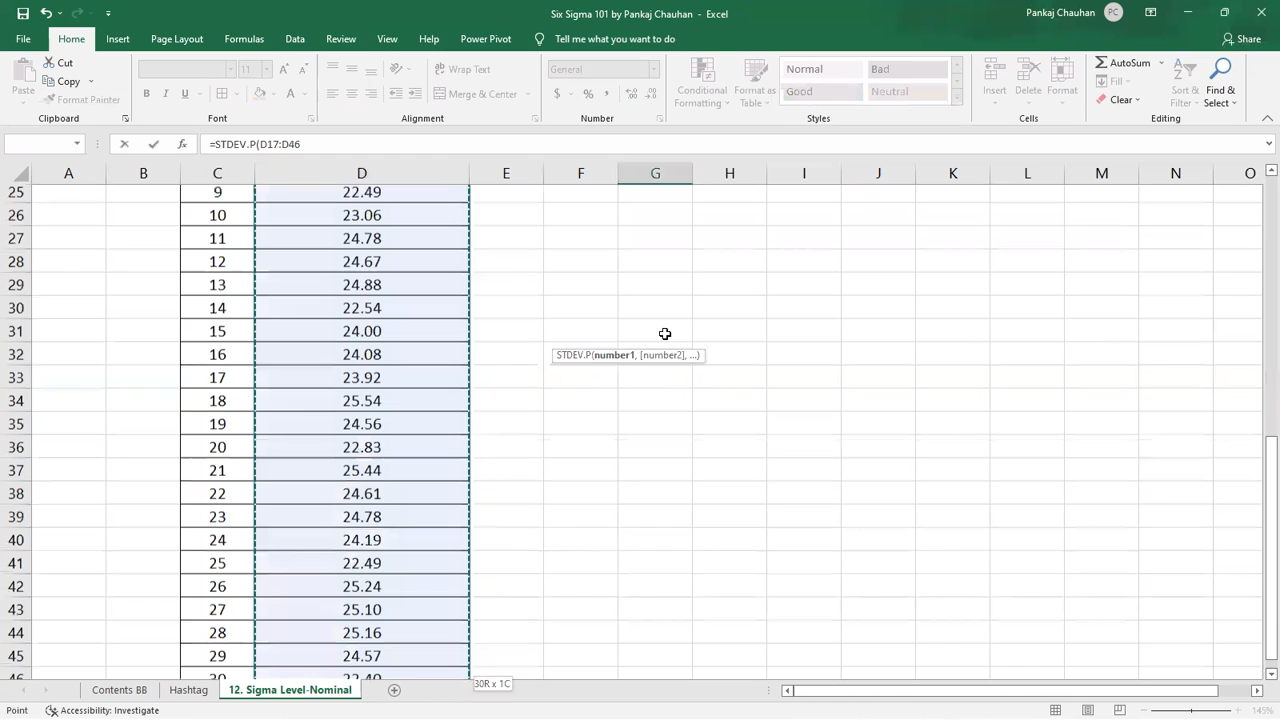 Six Sigma 101 by Pankaj Chauhan - Excel
Pankaj Chauhan PC
File Home Insert Page Layout Formulas Data Review View Help Power Pivot Tell me what you want to do Share
Paste
Cut
Copy
Format Painter
Clipboard
11 A A
B I U A
Font
Wrap Text
Merge & Center
Alignment
General
$ % ,
Number
Conditional Formatting
Format as Table
Normal Bad
Good Neutral
Styles
Insert Delete Format
Cells
AutoSum
Fill
Clear
Sort & Filter
Find & Select
Editing
fx =STDEV.P(D17:D46
A B C D E F G H I J K L M N O
25 9 22.49
26 10 23.06
27 11 24.78
28 12 24.67
29 13 24.88
30 14 22.54
31 15 24.00
32 16 24.08
STDEV.P(number1, [number2], ...)
33 17 23.92
34 18 25.54
35 19 24.56
36 20 22.83
37 21 25.44
38 22 24.61
39 23 24.78
40 24 24.19
41 25 22.49
42 26 25.24
43 27 25.10
44 28 25.16
45 29 24.57
30R x 1C
Contents BB Hashtag 12. Sigma Level-Nominal
Point Accessibility: Investigate 145%